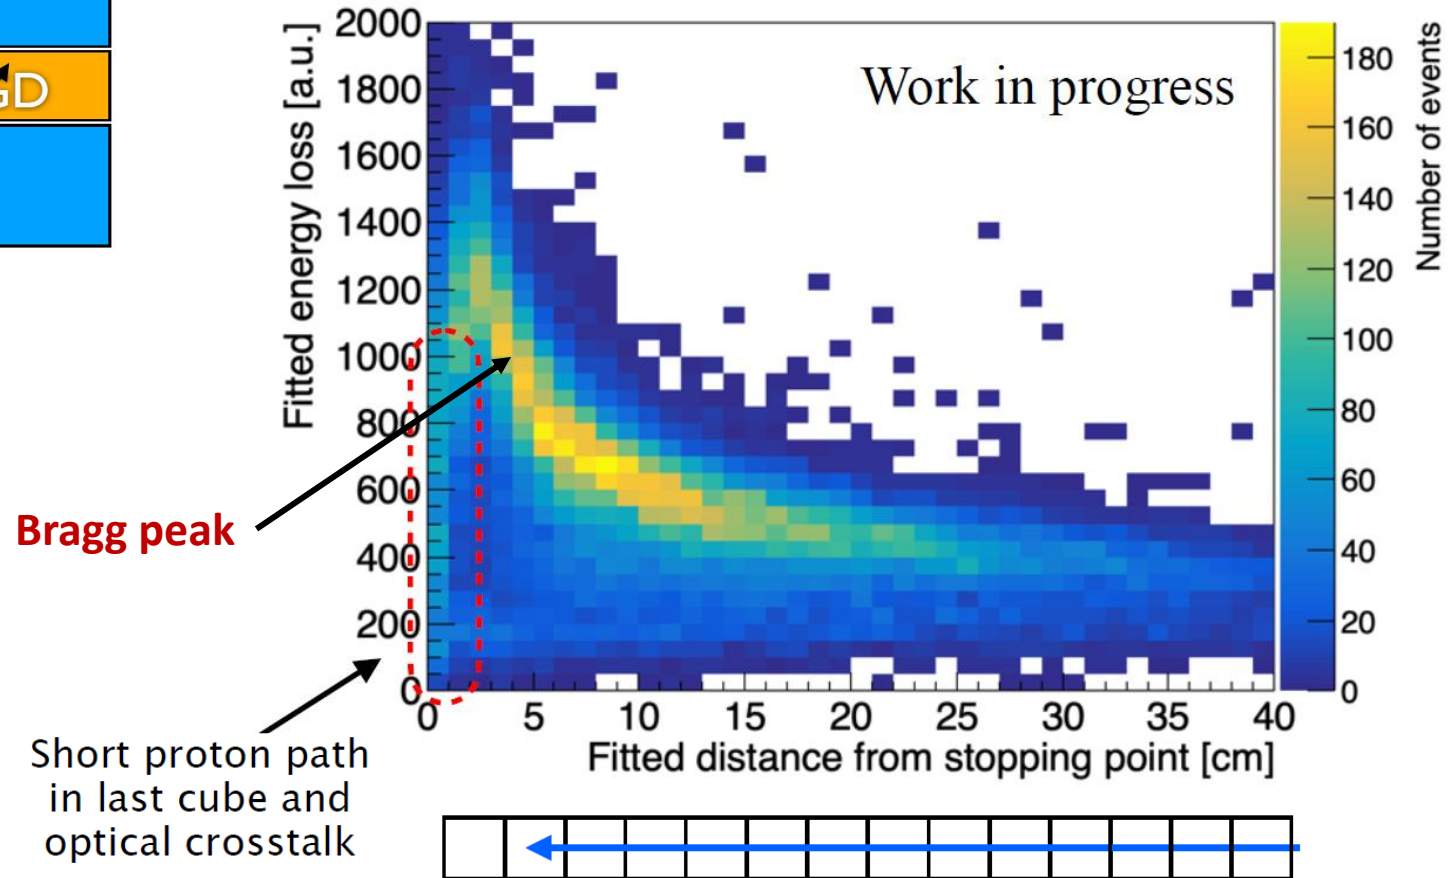 GD
Work in progress
Fitted energy loss [a.u.]
2000
1800
1600
1400
1200
1000
800
600
400
200
0
0 5 10 15 20 25 30 35 40
Fitted distance from stopping point [cm]
180
160
140
120
100
80
60
40
20
0
Number of events
Bragg peak
Short proton path
in last cube and
optical crosstalk